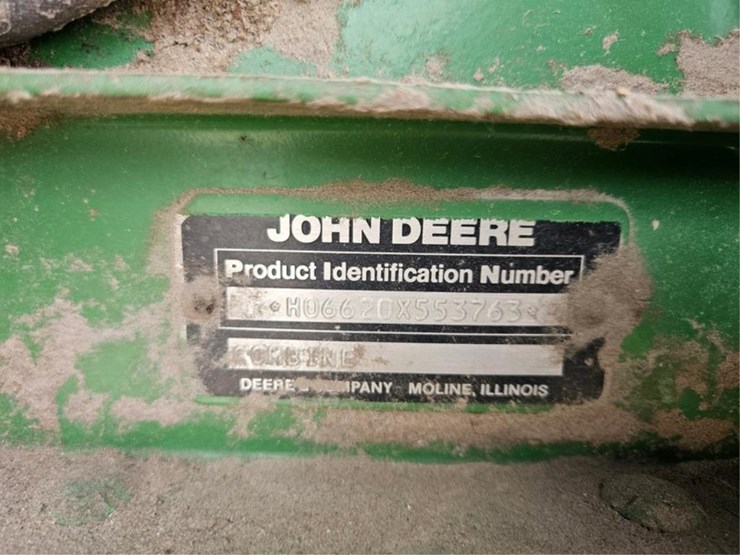 JOHN DEERE
Product Identification Number
*H06620X553763*
COMBINE
DEERE & COMPANY MOLINE, ILLINOIS